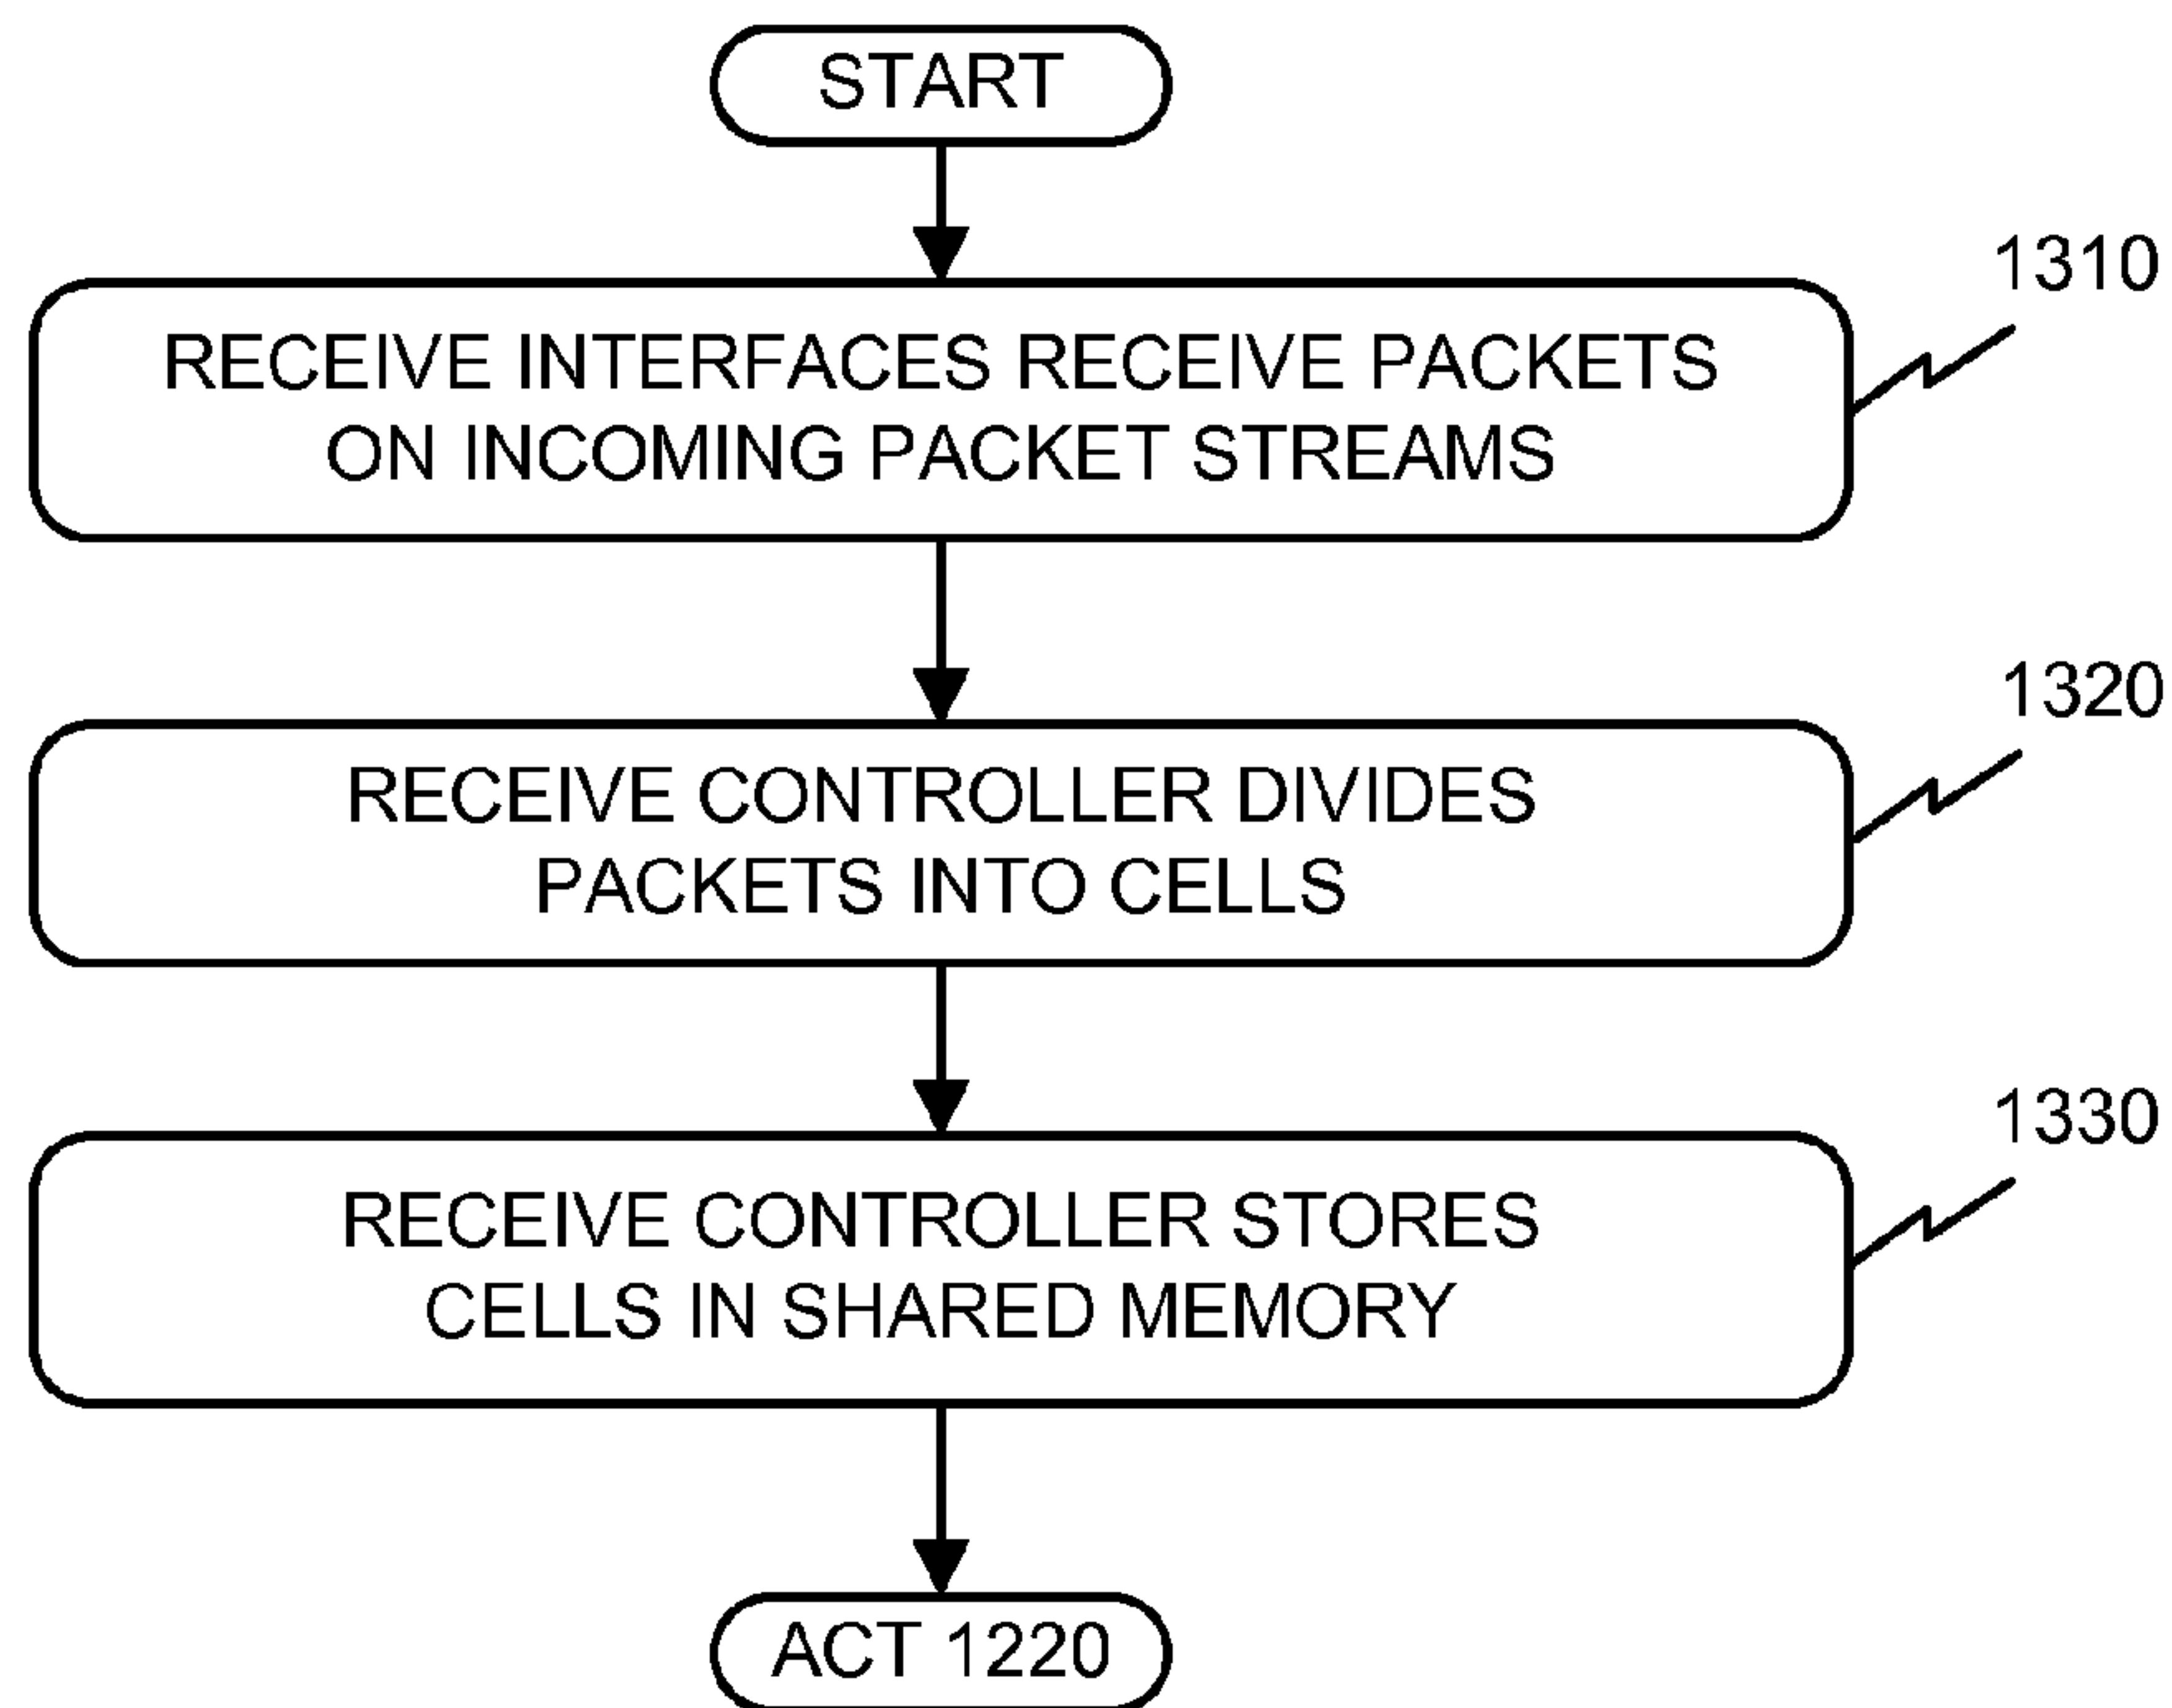 START
1310
RECEIVE INTERFACES RECEIVE PACKETS
ON INCOMING PACKET STREAMS
1320
RECEIVE CONTROLLER DIVIDES
PACKETS INTO CELLS
1330
RECEIVE CONTROLLER STORES
CELLS IN SHARED MEMORY
ACT 1220